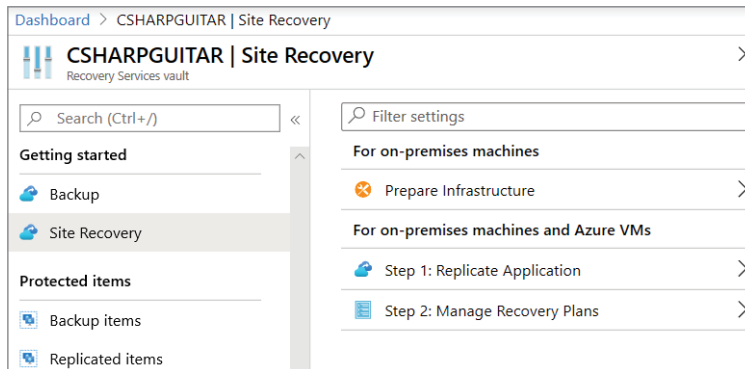 Dashboard > CSHARPGUITAR | Site Recovery
CSHARPGUITAR | Site Recovery
Recovery Services vault
Search (Ctrl+/)
«
Getting started
Backup
Site Recovery
Protected items
Backup items
Replicated items
Filter settings
For on-premises machines
Prepare Infrastructure
For on-premises machines and Azure VMs
Step 1: Replicate Application
Step 2: Manage Recovery Plans